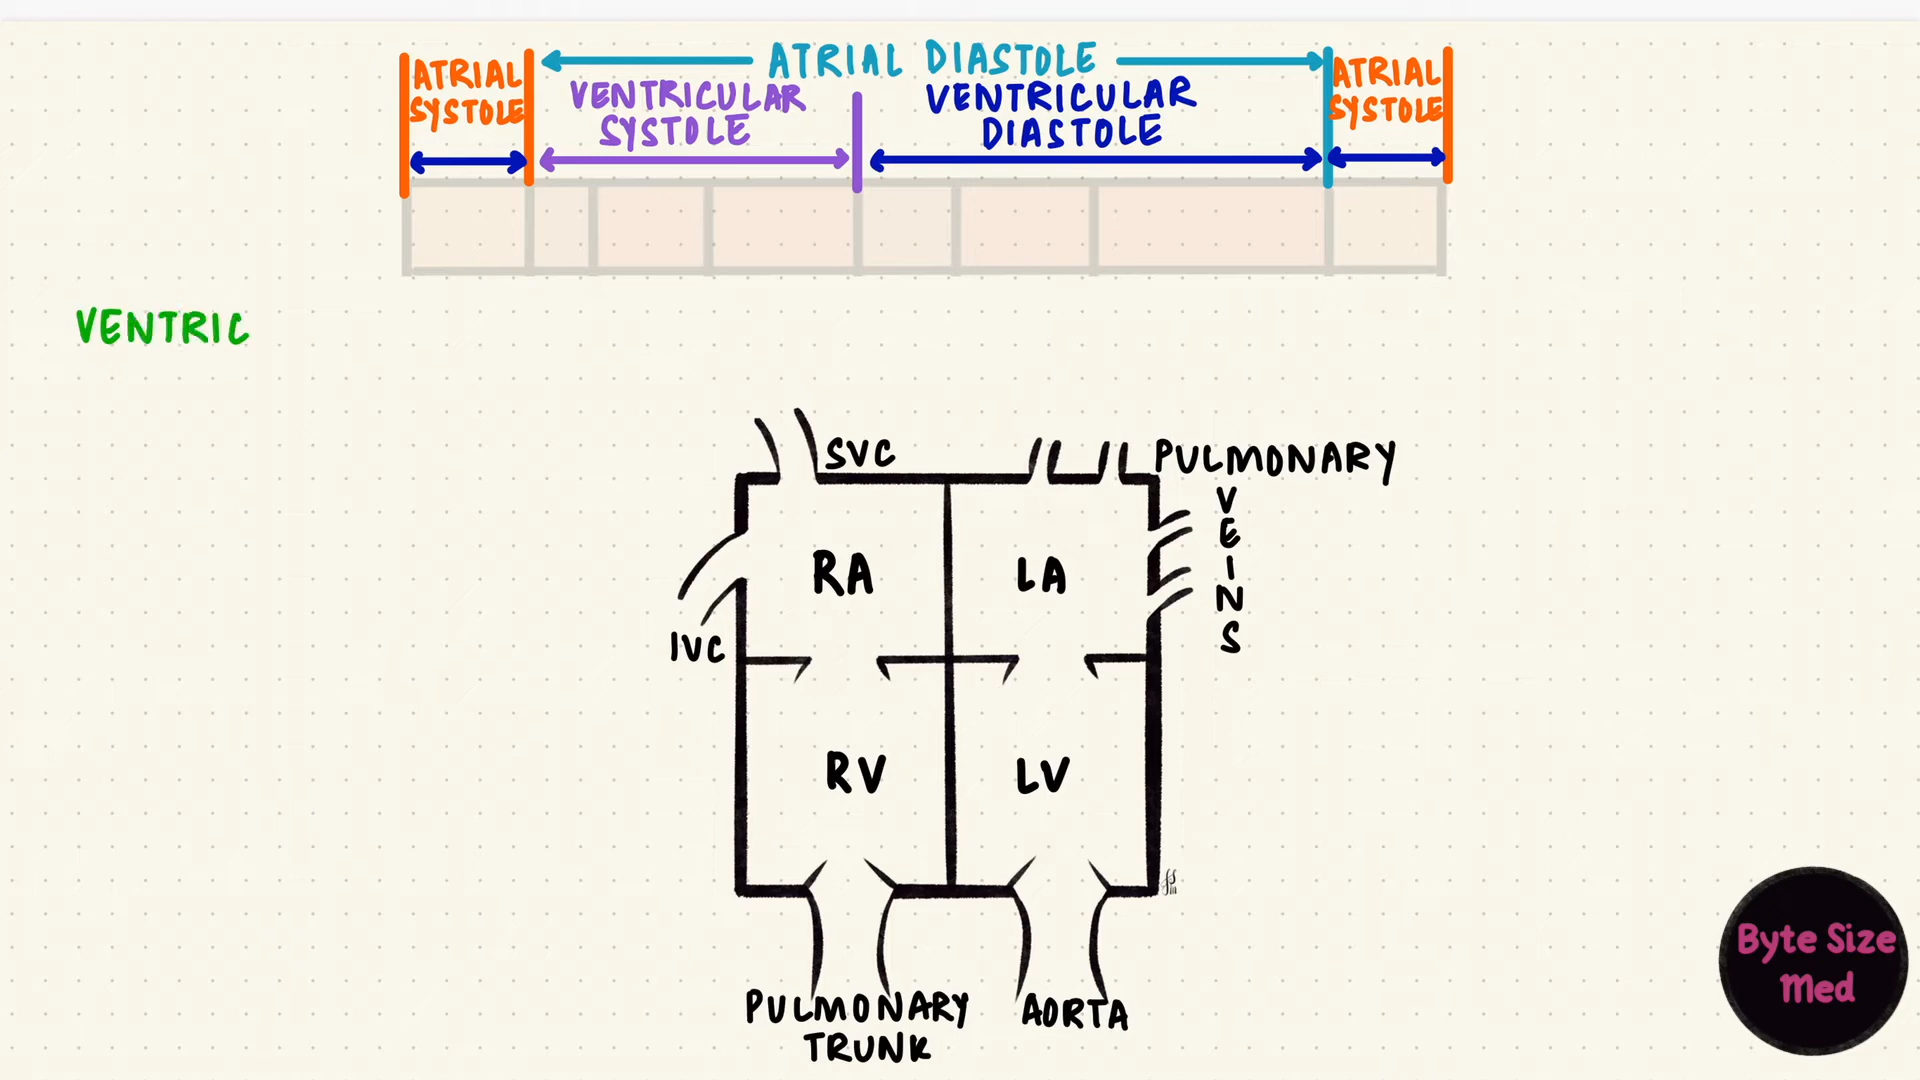 ATRIAL SYSTOLE
ATRIAL DIASTOLE
VENTRICULAR SYSTOLE
VENTRICULAR DIASTOLE
ATRIAL SYSTOLE
VENTRIC
SVC
PULMONARY
VEINS
RA
LA
IVC
RV
LV
PULMONARY
TRUNK
AORTA
Byte Size
Med